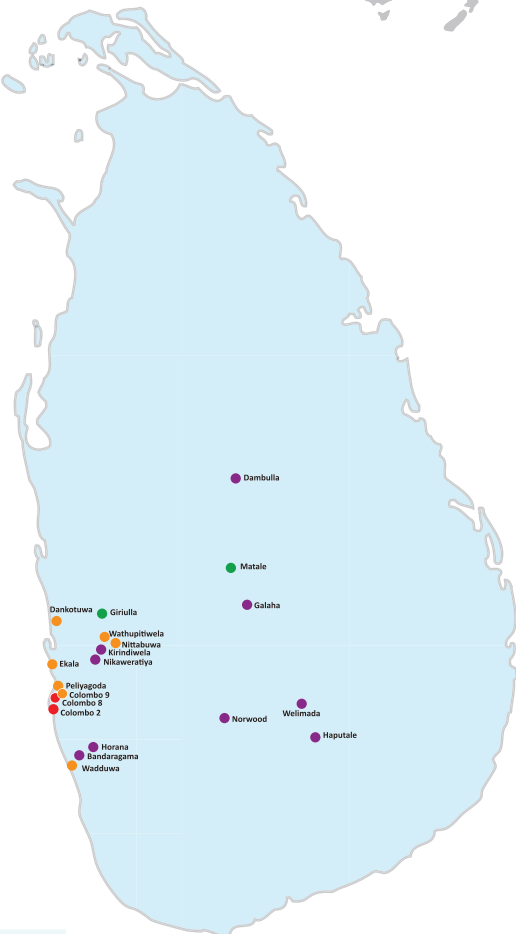 Dambulla
Matale
Galaha
Dankotuwa
Giriulla
Wathupitiwela
Nittabuwa
Kirindiwela
Nikaweratiya
Ekala
Peliyagoda
Colombo 9
Colombo 8
Colombo 2
Welimada
Norwood
Haputale
Horana
Bandaragama
Wadduwa